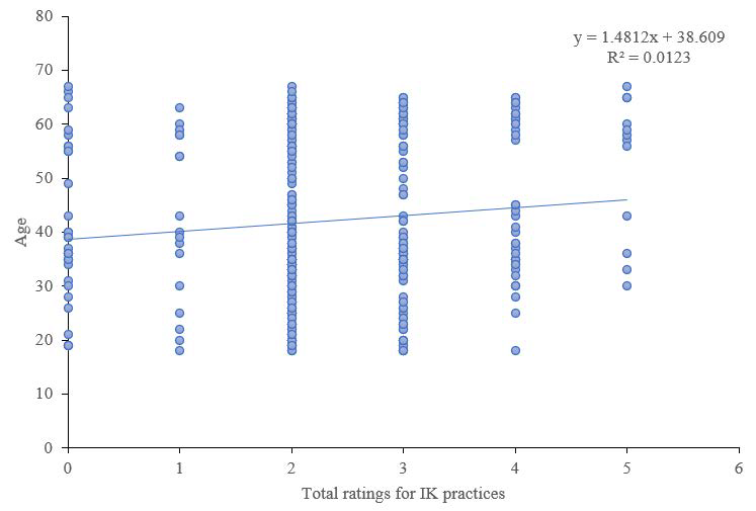 80
y = 1.4812x + 38.609
R² = 0.0123
70
60
50
Age
40
30
20
10
0
0 1 2 3 4 5 6
Total ratings for IK practices